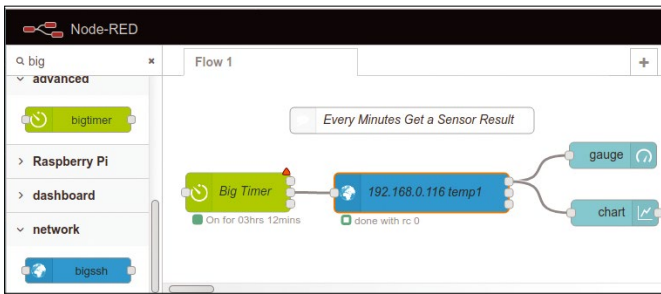 Node-RED
big ×
Flow 1
+
advanced
bigtimer
Raspberry Pi
dashboard
network
bigssh
Every Minutes Get a Sensor Result
Big Timer
On for 03hrs 12mins
192.168.0.116 temp1
done with rc 0
gauge
chart